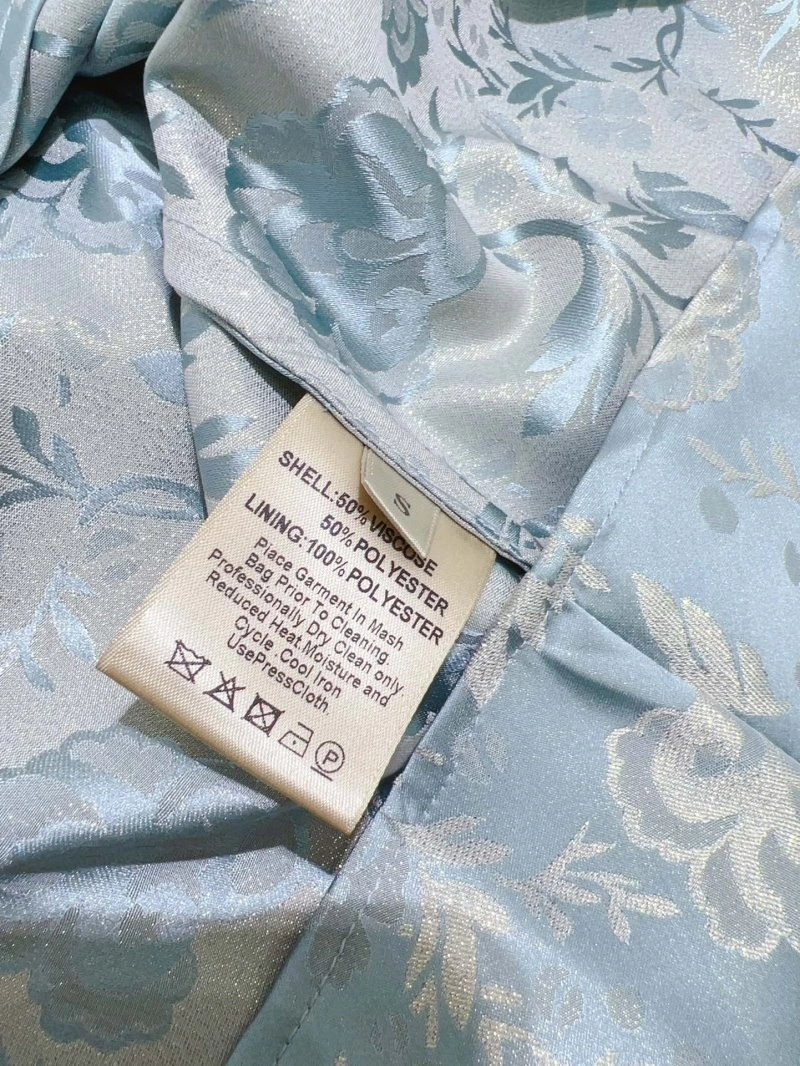 S
SHELL:50% VISCOSE
50% POLYESTER
LINING:100% POLYESTER
Place Garment In Mash
Bag Prior To Cleaning.
Professionally Dry Clean only.
Reduced Heat.Moisture and
Cycle .Cool Iron
UsePressCloth.
P